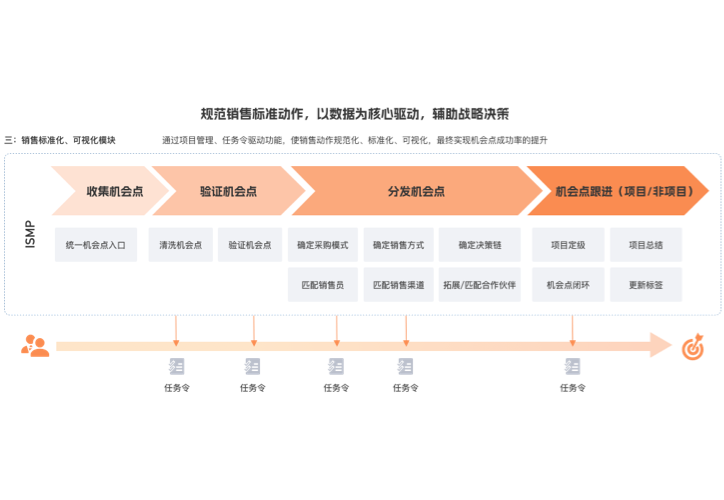 规范销售标准动作，以数据为核心驱动，辅助战略决策
三：销售标准化、可视化模块
通过项目管理、任务令驱动功能，使销售动作规范化、标准化、可视化，最终实现机会点成功率的提升
ISMP
收集机会点
验证机会点
分发机会点
机会点跟进（项目/非项目）
统一机会点入口
清洗机会点
验证机会点
确定采购模式
确定销售方式
确定决策链
项目定级
项目总结
匹配销售员
匹配销售渠道
拓展/匹配合作伙伴
机会点闭环
更新标签
任务令
任务令
任务令
任务令
任务令